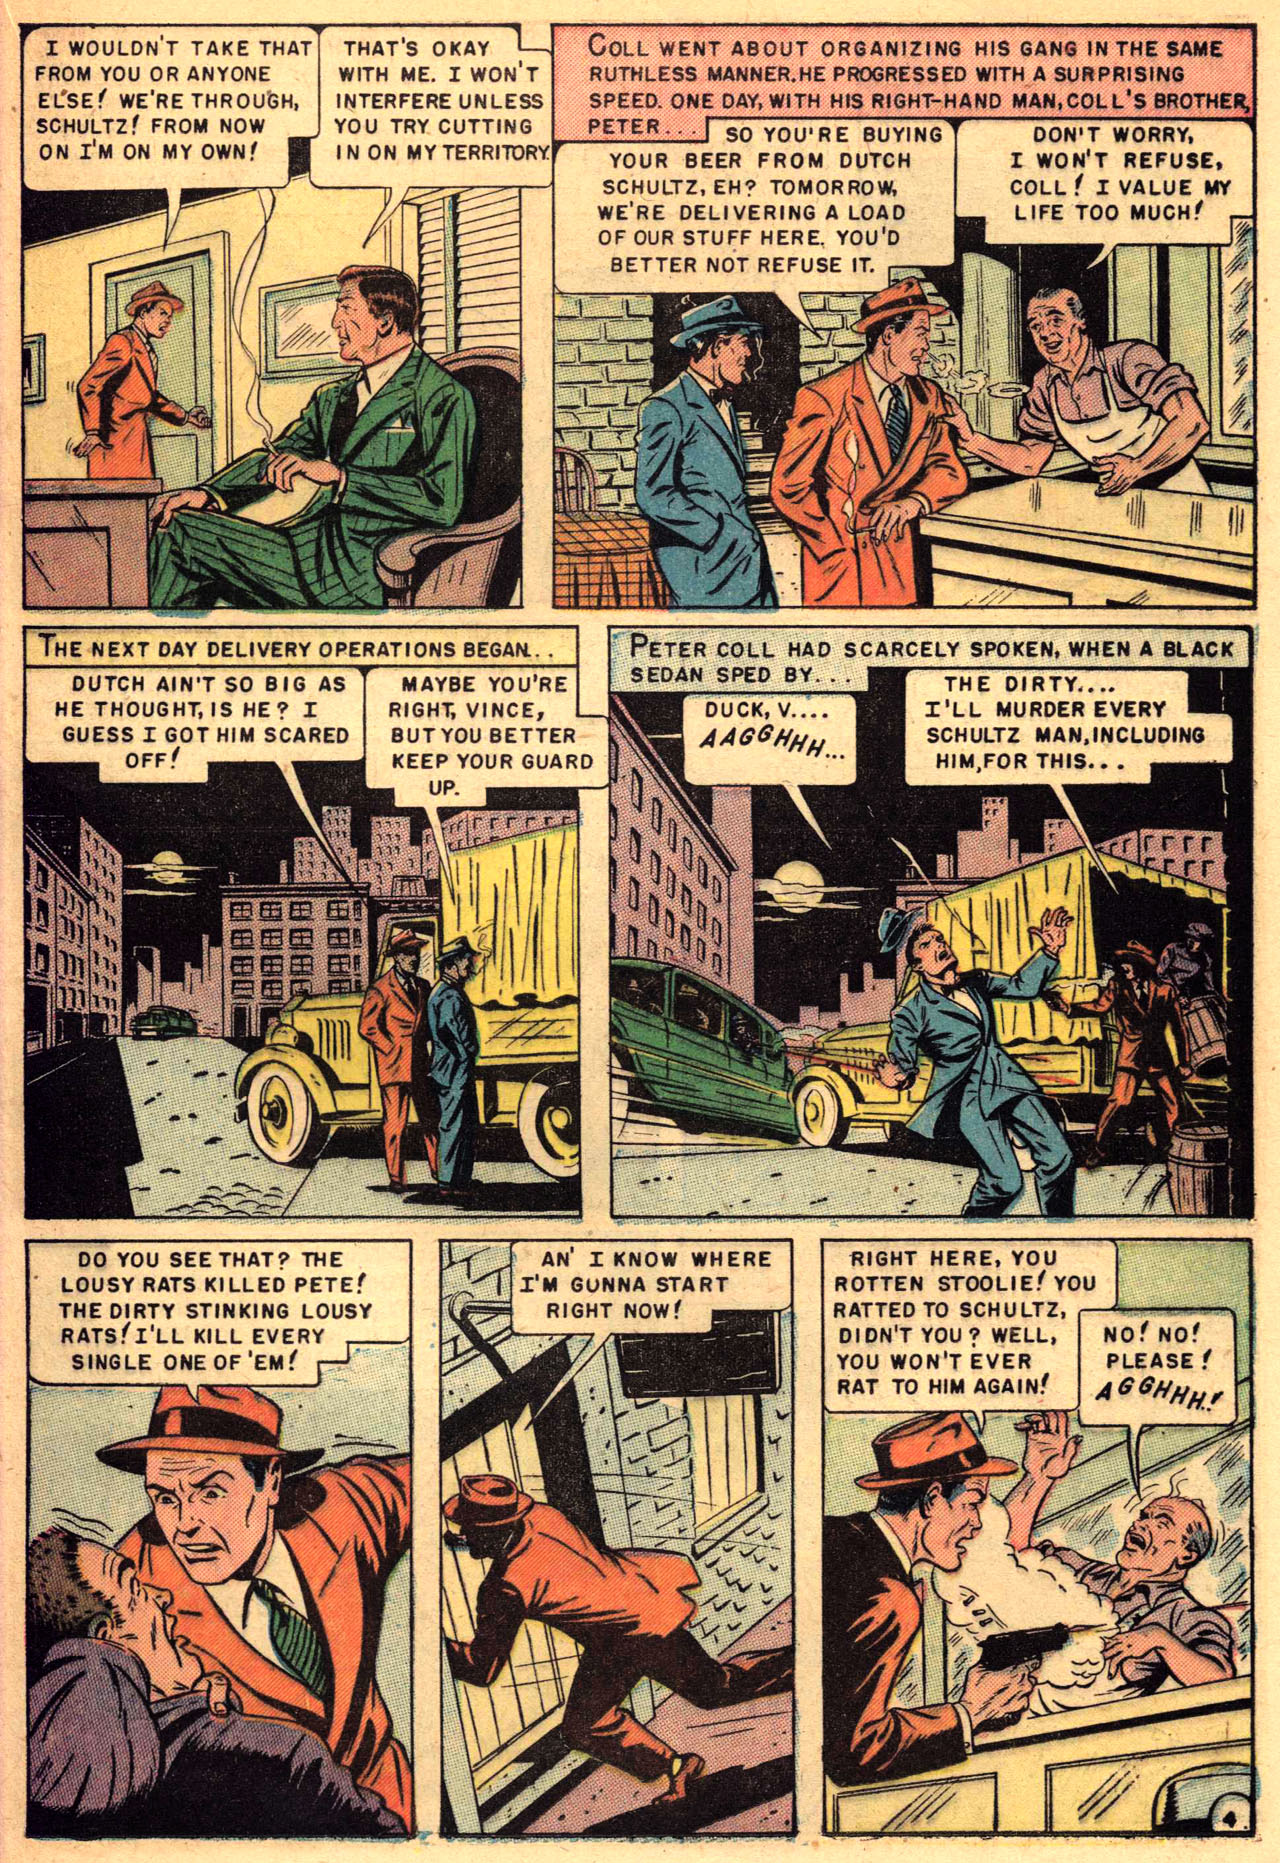 I WOULDN'T TAKE THAT
FROM YOU OR ANYONE
ELSE! WE'RE THROUGH,
SCHULTZ! FROM NOW
ON I'M ON MY OWN!
THAT'S OKAY
WITH ME. I WON'T
INTERFERE UNLESS
YOU TRY CUTTING
IN ON MY TERRITORY.
COLL WENT ABOUT ORGANIZING HIS GANG IN THE SAME
RUTHLESS MANNER. HE PROGRESSED WITH A SURPRISING
SPEED. ONE DAY, WITH HIS RIGHT-HAND MAN, COLL'S BROTHER,
PETER...
SO YOU'RE BUYING
YOUR BEER FROM DUTCH
SCHULTZ, EH? TOMORROW,
WE'RE DELIVERING A LOAD
OF OUR STUFF HERE. YOU'D
BETTER NOT REFUSE IT.
DON'T WORRY,
I WON'T REFUSE,
COLL! I VALUE MY
LIFE TOO MUCH!
THE NEXT DAY DELIVERY OPERATIONS BEGAN...
DUTCH AIN'T SO BIG AS
HE THOUGHT, IS HE? I
GUESS I GOT HIM SCARED
OFF!
MAYBE YOU'RE
RIGHT, VINCE,
BUT YOU BETTER
KEEP YOUR GUARD
UP.
PETER COLL HAD SCARCELY SPOKEN, WHEN A BLACK
SEDAN SPED BY...
DUCK, V....
AAGGHHH...
THE DIRTY....
I'LL MURDER EVERY
SCHULTZ MAN, INCLUDING
HIM, FOR THIS...
DO YOU SEE THAT? THE
LOUSY RATS KILLED PETE!
THE DIRTY STINKING LOUSY
RATS! I'LL KILL EVERY
SINGLE ONE OF 'EM!
AN' I KNOW WHERE
I'M GONNA START
RIGHT NOW!
RIGHT HERE, YOU
ROTTEN STOOLIE! YOU
RATTED TO SCHULTZ,
DIDN'T YOU? WELL,
YOU WON'T EVER
RAT TO HIM AGAIN!
NO! NO!
PLEASE!
AGGHHH!
4